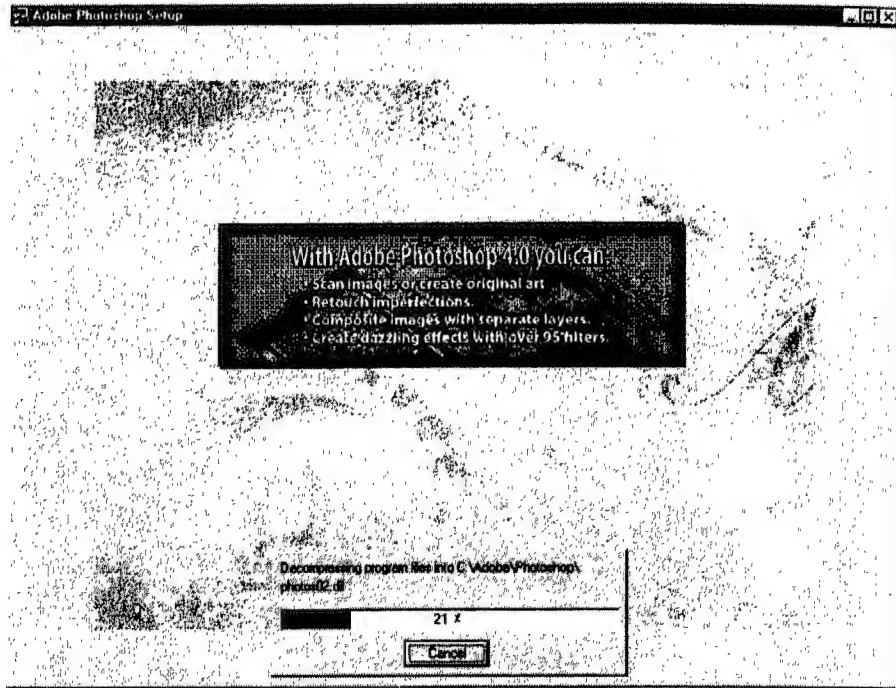 Adobe Photoshop Setup
With Adobe Photoshop 4.0 you can:
• Scan images or create original art
• Retouch imperfections.
• Composite images with separate layers.
• Create dazzling effects with over 95 filters.
Decompressing program files into C:\Adobe\Photoshop\
photos02.dll
21 %
Cancel